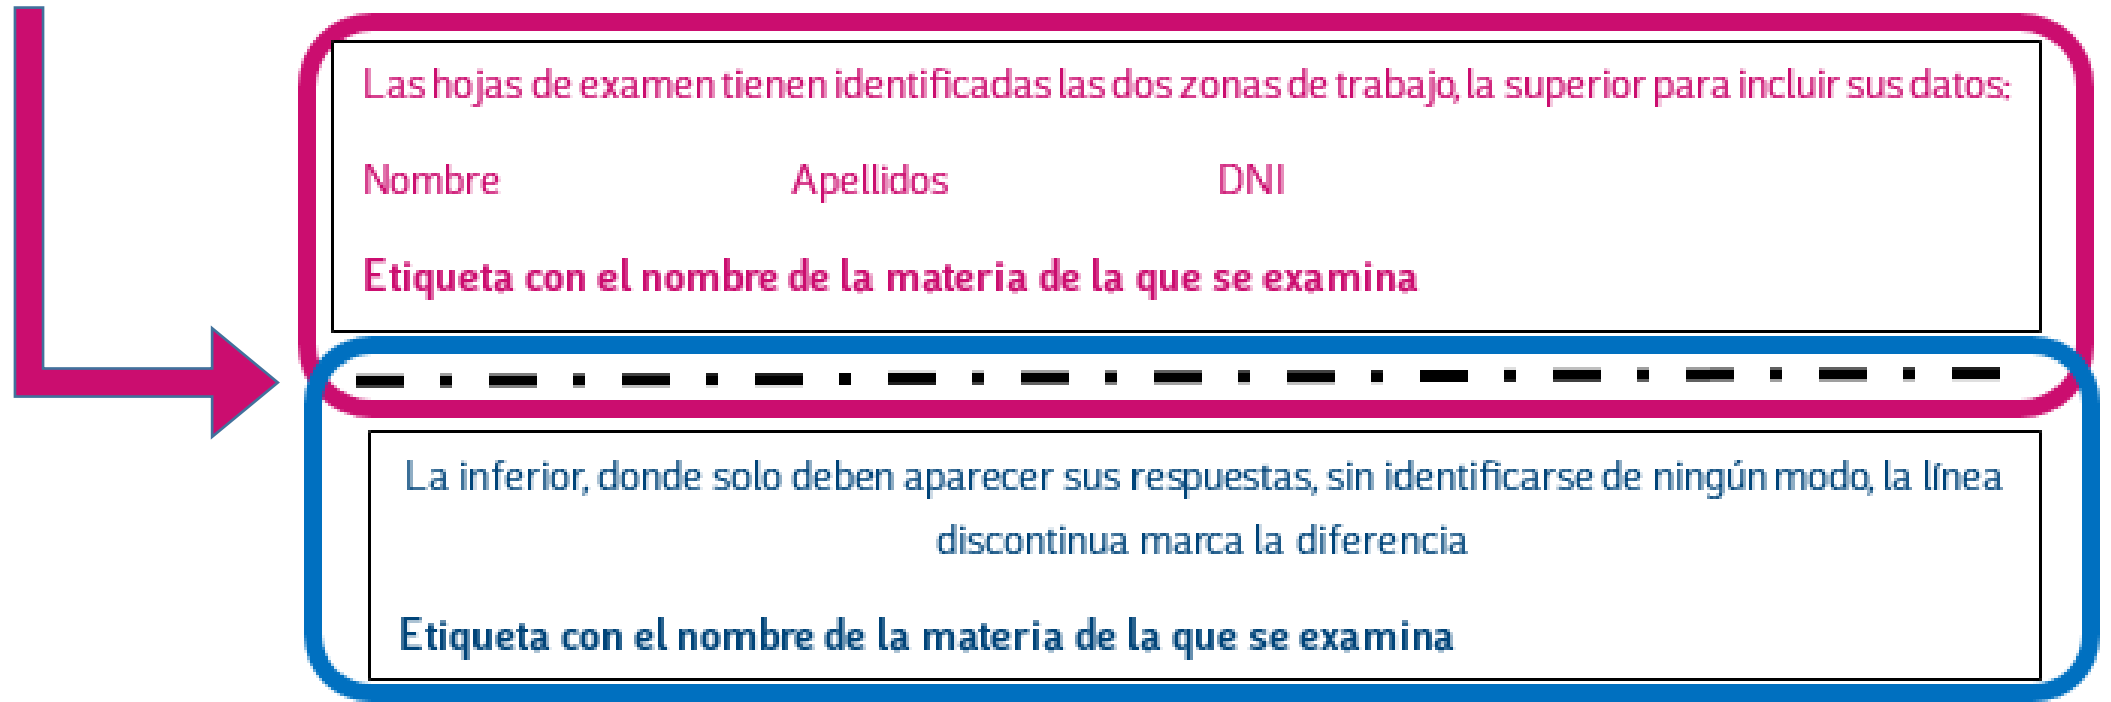 Las hojas de examen tienen identificadas las dos zonas de trabajo, la superior para incluir sus datos:
Nombre Apellidos DNI
Etiqueta con el nombre de la materia de la que se examina
La inferior, donde solo deben aparecer sus respuestas, sin identificarse de ningún modo, la línea
discontinua marca la diferencia
Etiqueta con el nombre de la materia de la que se examina